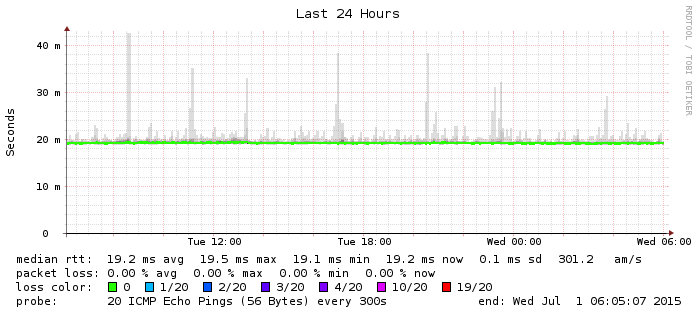 Last 24 Hours
RRDTOOL / TOBI OETIKER
Seconds
40 m
30 m
20 m
10 m
0
Tue 12:00 Tue 18:00 Wed 00:00 Wed 06:00
median rtt: 19.2 ms avg 19.5 ms max 19.1 ms min 19.2 ms now 0.1 ms sd 301.2 am/s
packet loss: 0.00 % avg 0.00 % max 0.00 % min 0.00 % now
loss color: 0 1/20 2/20 3/20 4/20 10/20 19/20
probe: 20 ICMP Echo Pings (56 Bytes) every 300s end: Wed Jul 1 06:05:07 2015